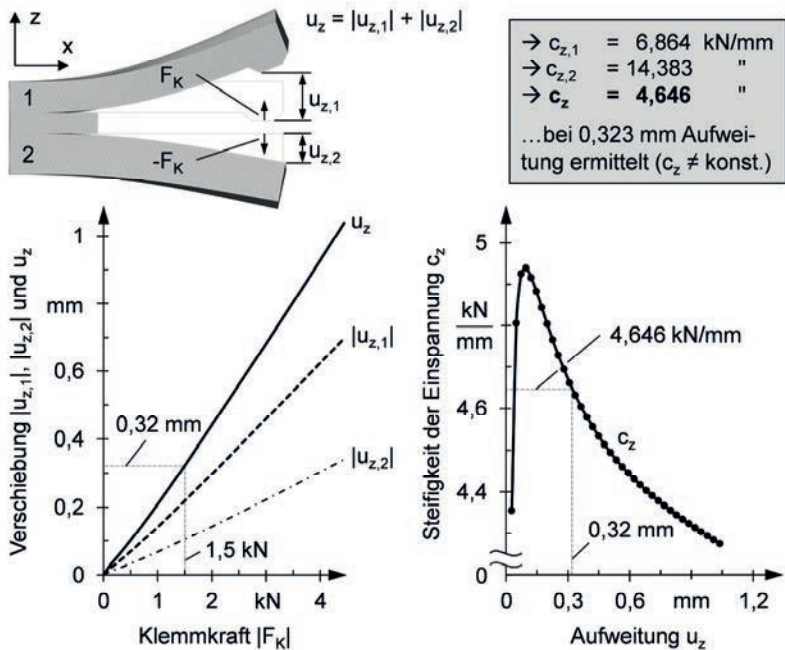 z
x
u_z = |u_z,1| + |u_z,2|
1
F_K
u_z,1
2
-F_K
u_z,2
→ c_z,1 = 6,864 kN/mm
→ c_z,2 = 14,383 "
→ c_z = 4,646 "
...bei 0,323 mm Aufwei-
tung ermittelt (c_z ≠ konst.)
Verschiebung |u_z,1|, |u_z,2| und u_z
1
mm
0,6
0,4
0,2
0
u_z
|u_z,1|
|u_z,2|
0,32 mm
1,5 kN
0 1 2 kN 4
Klemmkraft |F_K|
Steifigkeit der Einspannung c_z
5
kN
mm
4,6
4,4
0
4,646 kN/mm
c_z
0,32 mm
0 0,3 0,6 mm 1,2
Aufweitung u_z